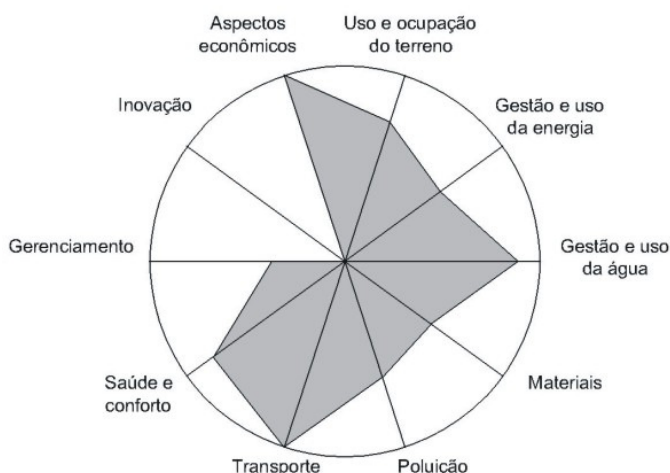 Aspectos
econômicos
Uso e ocupação
do terreno
Inovação
Gestão e uso
da energia
Gerenciamento
Gestão e uso
da água
Saúde e
conforto
Materiais
Transporte
Poluição